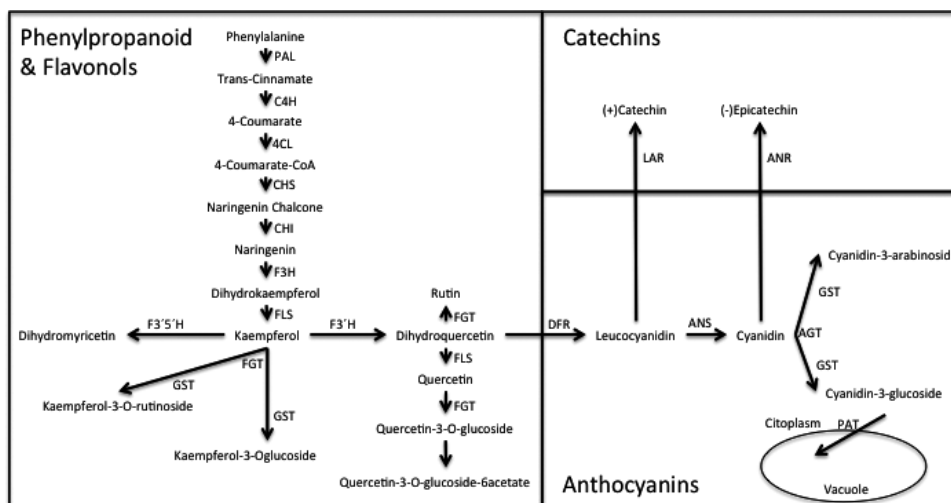 Phenylpropanoid
& Flavonols
Phenylalanine
PAL
Trans-Cinnamate
C4H
4-Coumarate
4CL
4-Coumarate-CoA
CHS
Naringenin Chalcone
CHI
Naringenin
F3H
Dihydrokaempferol
FLS
Dihydromyricetin
F3´5´H
Kaempferol
F3´H
Rutin
FGT
Dihydroquercetin
FLS
Quercetin
FGT
Quercetin-3-O-glucoside
Quercetin-3-O-glucoside-6acetate
FGT
GST
Kaempferol-3-O-rutinoside
GST
Kaempferol-3-Oglucoside
Catechins
(+)Catechin
(-)Epicatechin
LAR
ANR
DFR
Leucocyanidin
ANS
Cyanidin
AGT
Cyanidin-3-arabinosid
GST
GST
Cyanidin-3-glucoside
Citoplasm
PAT
Vacuole
Anthocyanins